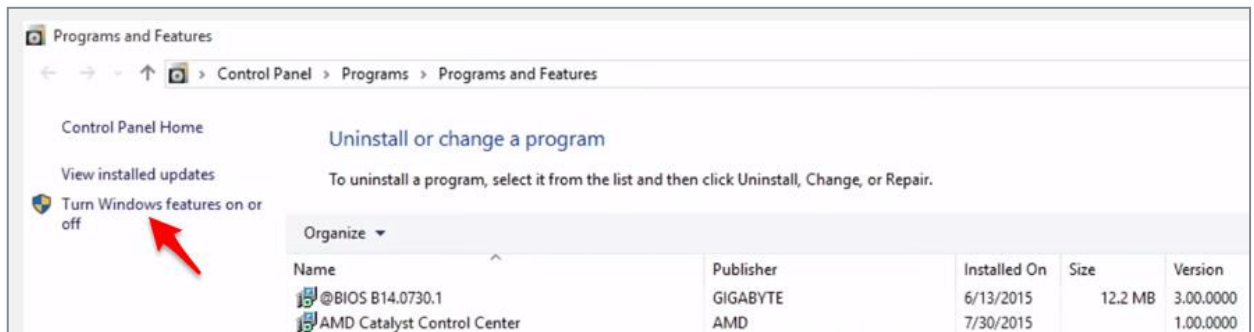 Programs and Features
Control Panel > Programs > Programs and Features
Control Panel Home
View installed updates
Turn Windows features on or
off
Uninstall or change a program
To uninstall a program, select it from the list and then click Uninstall, Change, or Repair.
Organize
Name Publisher Installed On Size Version
@BIOS B14.0730.1 GIGABYTE 6/13/2015 12.2 MB 3.00.0000
AMD Catalyst Control Center AMD 7/30/2015 1.00.0000